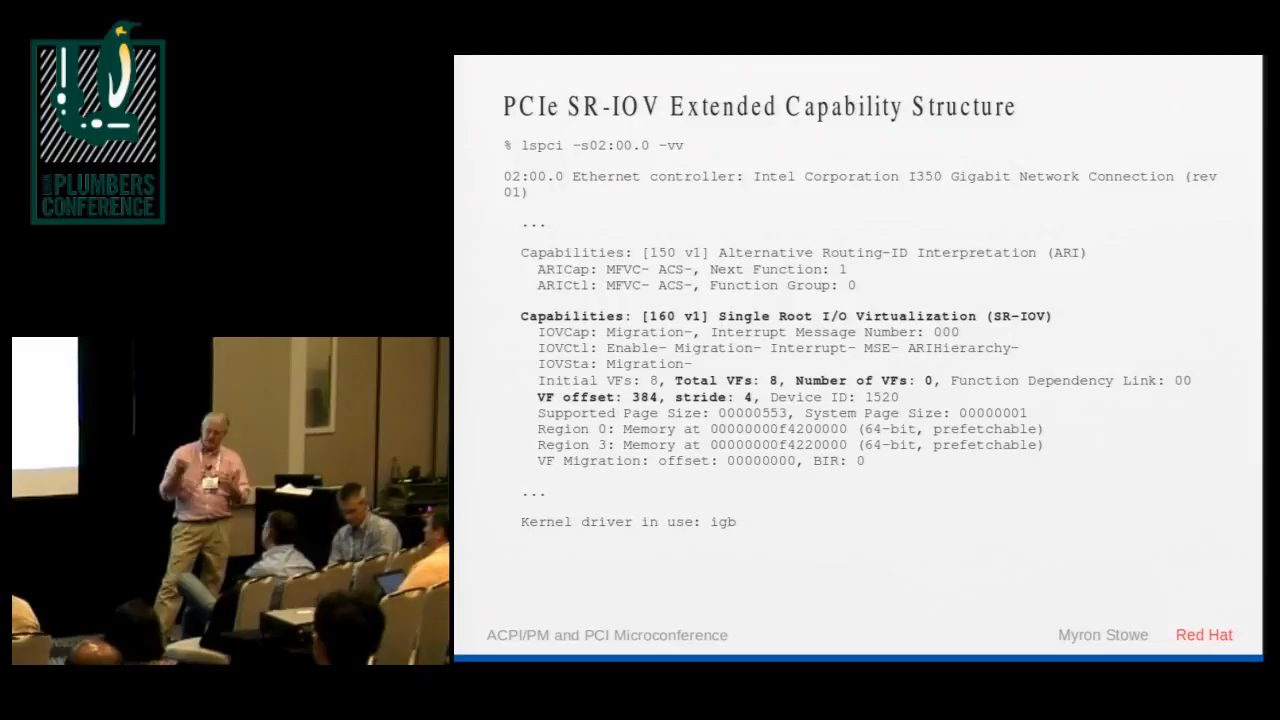 LINUX
PLUMBERS
CONFERENCE
PCIe SR-IOV Extended Capability Structure
% lspci -s02:00.0 -vv
02:00.0 Ethernet controller: Intel Corporation I350 Gigabit Network Connection (rev
01)
...
Capabilities: [150 v1] Alternative Routing-ID Interpretation (ARI)
ARICap: MFVC- ACS-, Next Function: 1
ARICtl: MFVC- ACS-, Function Group: 0
Capabilities: [160 v1] Single Root I/O Virtualization (SR-IOV)
IOVCap: Migration-, Interrupt Message Number: 000
IOVCtl: Enable- Migration- Interrupt- MSE- ARIHierarchy-
IOVSta: Migration-
Initial VFs: 8, Total VFs: 8, Number of VFs: 0, Function Dependency Link: 00
VF offset: 384, stride: 4, Device ID: 1520
Supported Page Size: 00000553, System Page Size: 00000001
Region 0: Memory at 00000000f4200000 (64-bit, prefetchable)
Region 3: Memory at 00000000f4220000 (64-bit, prefetchable)
VF Migration: offset: 00000000, BIR: 0
...
Kernel driver in use: igb
ACPI/PM and PCI Microconference
Myron Stowe Red Hat